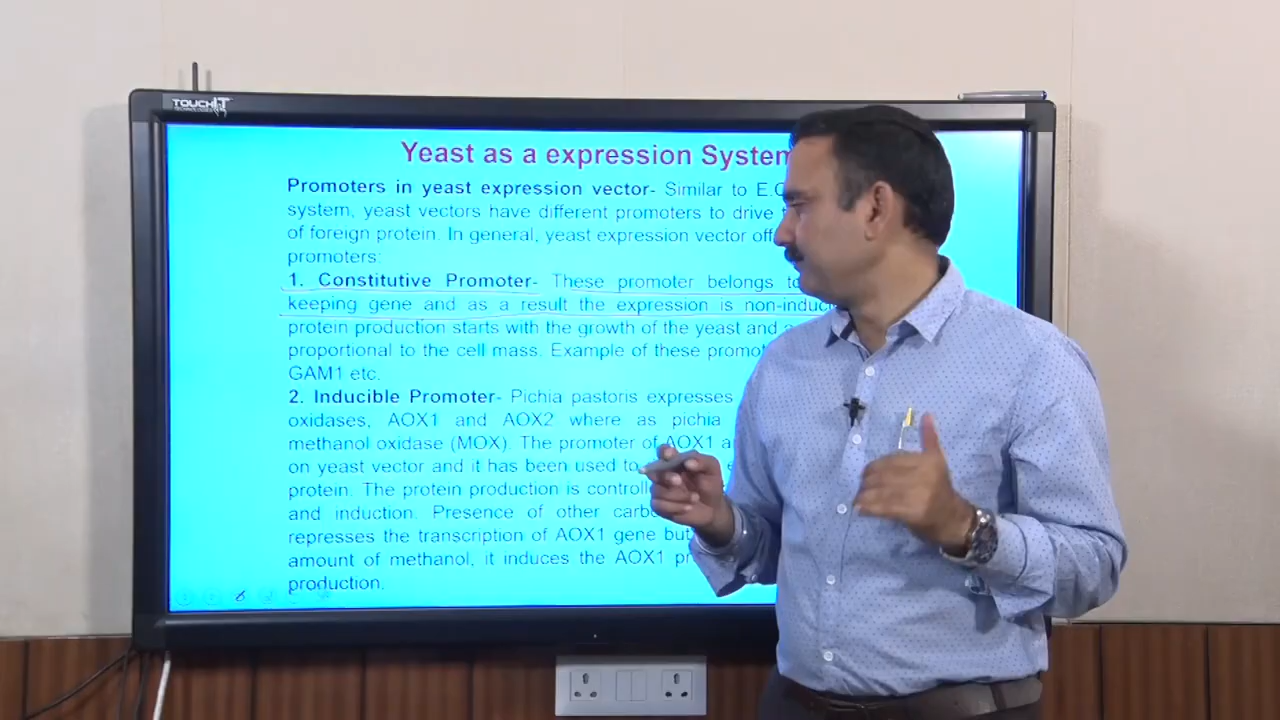 TOUCHIT
TECHNOLOGIES
Yeast as a expression System
Promoters in yeast expression vector- Similar to E.C
system, yeast vectors have different promoters to drive
of foreign protein. In general, yeast expression vector off
promoters:
1. Constitutive Promoter- These promoter belongs to
keeping gene and as a result the expression is non-induc
protein production starts with the growth of the yeast and
proportional to the cell mass. Example of these promot
GAM1 etc.
2. Inducible Promoter- Pichia pastoris expresses
oxidases, AOX1 and AOX2 where as pichia
methanol oxidase (MOX). The promoter of AOX1 a
on yeast vector and it has been used to
protein. The protein production is controlle
and induction. Presence of other carb
represses the transcription of AOX1 gene but
amount of methanol, it induces the AOX1 pr
production.